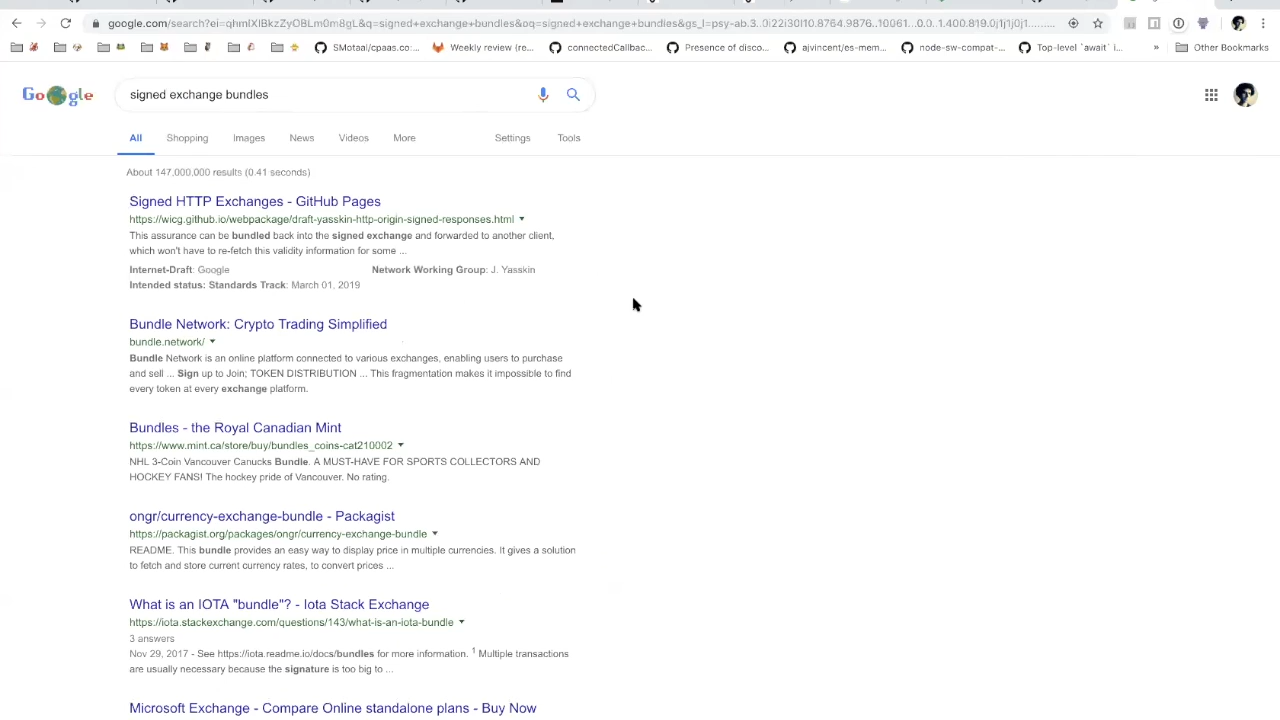 google.com/search?ei=qhmlXIBkzZyOBLm0m8gL&q=signed+exchange+bundles&oq=signed+exchange+bundles&gs_l=psy-ab.3..0i22i30l10.8764.9876..10061...0.0..1.400.819.0j1j1j0j1......
SMotaal/cpaas.co:... Weekly review (re... connectedCallbac... Presence of disco... ajvincent/es-mem... node-sw-compat-... Top-level `await` i... » Other Bookmarks
Google
signed exchange bundles
All Shopping Images News Videos More Settings Tools
About 147,000,000 results (0.41 seconds)
Signed HTTP Exchanges - GitHub Pages
https://wicg.github.io/webpackage/draft-yasskin-http-origin-signed-responses.html
This assurance can be bundled back into the signed exchange and forwarded to another client,
which won't have to re-fetch this validity information for some ...
Internet-Draft: Google Network Working Group: J. Yasskin
Intended status: Standards Track: March 01, 2019
Bundle Network: Crypto Trading Simplified
bundle.network/
Bundle Network is an online platform connected to various exchanges, enabling users to purchase
and sell ... Sign up to Join; TOKEN DISTRIBUTION ... This fragmentation makes it impossible to find
every token at every exchange platform.
Bundles - the Royal Canadian Mint
https://www.mint.ca/store/buy/bundles_coins-cat210002
NHL 3-Coin Vancouver Canucks Bundle. A MUST-HAVE FOR SPORTS COLLECTORS AND
HOCKEY FANS! The hockey pride of Vancouver. No rating.
ongr/currency-exchange-bundle - Packagist
https://packagist.org/packages/ongr/currency-exchange-bundle
README. This bundle provides an easy way to display price in multiple currencies. It gives a solution
to fetch and store current currency rates, to convert prices ...
What is an IOTA "bundle"? - Iota Stack Exchange
https://iota.stackexchange.com/questions/143/what-is-an-iota-bundle
3 answers
Nov 29, 2017 - See https://iota.readme.io/docs/bundles for more information. 1 Multiple transactions
are usually necessary because the signature is too big to ...
Microsoft Exchange - Compare Online standalone plans - Buy Now